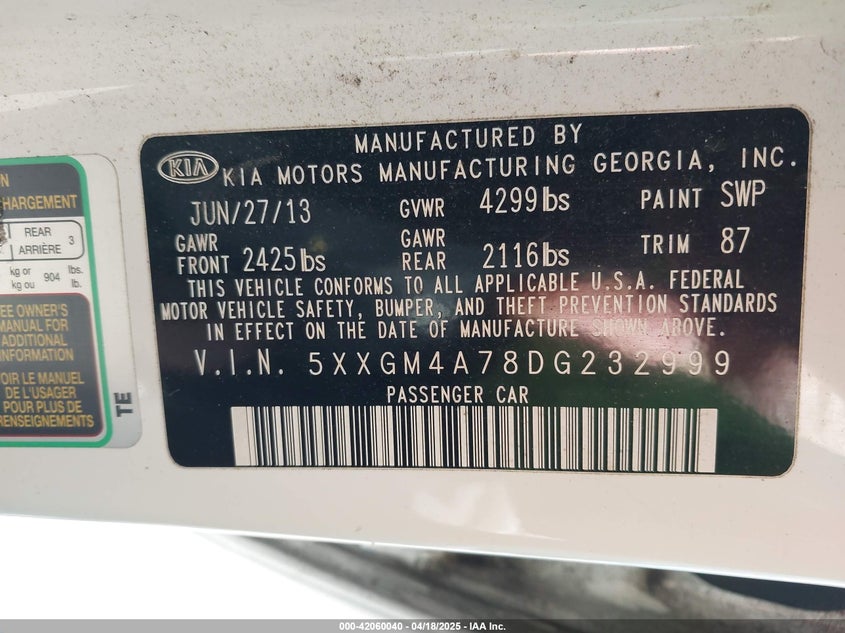 MANUFACTURED BY
KIA
KIA MOTORS MANUFACTURING GEORGIA, INC.
JUN/27/13 GVWR 4299lbs PAINT SWP
GAWR FRONT 2425lbs GAWR REAR 2116lbs TRIM 87
THIS VEHICLE CONFORMS TO ALL APPLICABLE U.S.A. FEDERAL
MOTOR VEHICLE SAFETY, BUMPER, AND THEFT PREVENTION STANDARDS
IN EFFECT ON THE DATE OF MANUFACTURE SHOWN ABOVE.
V.I.N. 5XXGM4A78DG232999
PASSENGER CAR
CHARGEMENT
REAR
ARRIÈRE 3
kg or
kg ou 904 lbs.
lb.
OWNER'S
MANUAL FOR
ADDITIONAL
INFORMATION
LE MANUEL
DE L'USAGER
POUR PLUS DE
RENSEIGNEMENTS
TE
000-42060040 - 04/18/2025 - IAA Inc.